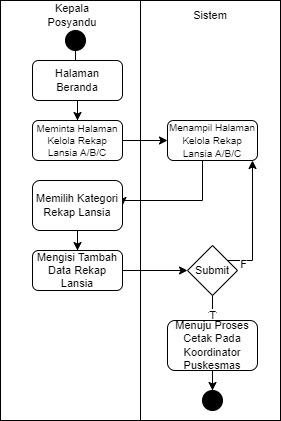 Kepala
Posyandu
Sistem
Halaman
Beranda
Meminta Halaman
Kelola Rekap
Lansia A/B/C
Menampil Halaman
Kelola Rekap
Lansia A/B/C
Memilih Kategori
Rekap Lansia
Mengisi Tambah
Data Rekap
Lansia
Submit
F
T
Menuju Proses
Cetak Pada
Koordinator
Puskesmas